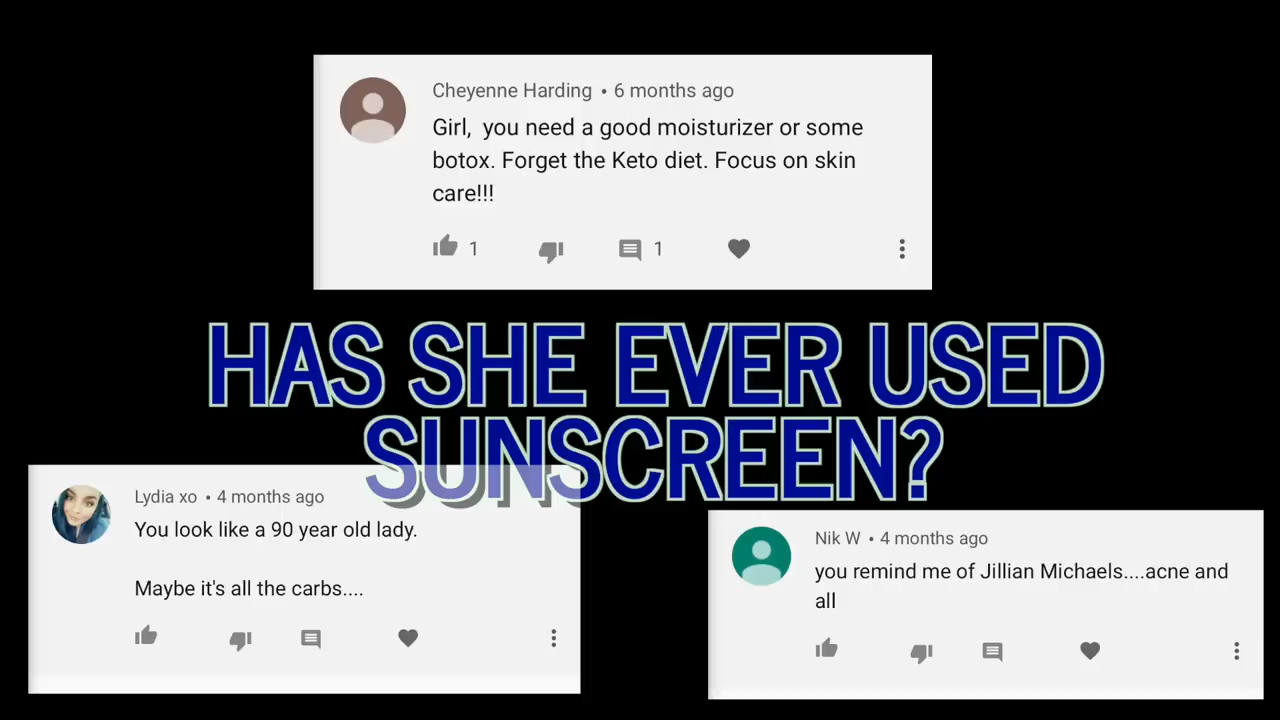 Cheyenne Harding • 6 months ago
Girl, you need a good moisturizer or some
botox. Forget the Keto diet. Focus on skin
care!!!
1 1
HAS SHE EVER USED
SUNSCREEN?
Lydia xo • 4 months ago
You look like a 90 year old lady.
Maybe it's all the carbs....
Nik W • 4 months ago
you remind me of Jillian Michaels....acne and
all